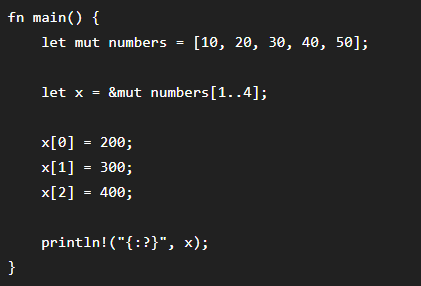 fn main() {
    let mut numbers = [10, 20, 30, 40, 50];
    let x = &mut numbers[1..4];
    x[0] = 200;
    x[1] = 300;
    x[2] = 400;
    println!("{:?}", x);
}